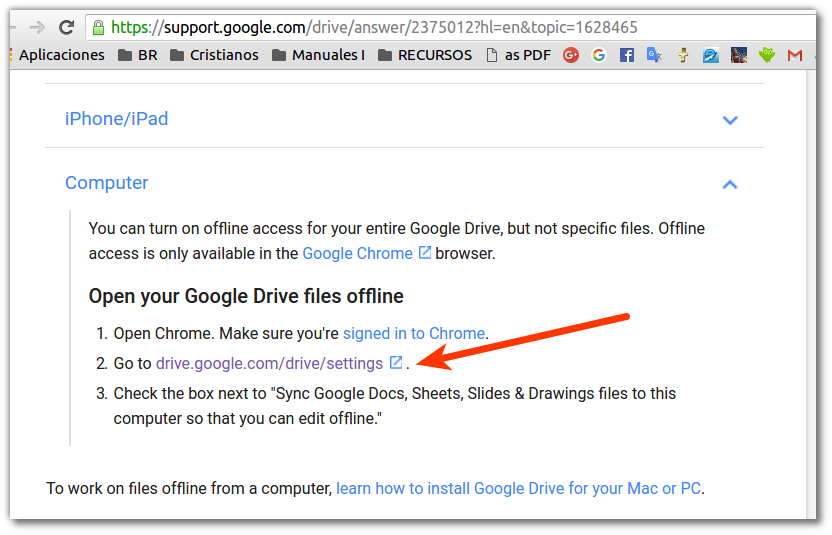 https://support.google.com/drive/answer/2375012?hl=en&topic=1628465
Aplicaciones BR Cristianos Manuales I RECURSOS as PDF
iPhone/iPad
Computer
You can turn on offline access for your entire Google Drive, but not specific files. Offline
access is only available in the Google Chrome browser.
Open your Google Drive files offline
1. Open Chrome. Make sure you're signed in to Chrome.
2. Go to drive.google.com/drive/settings .
3. Check the box next to "Sync Google Docs, Sheets, Slides & Drawings files to this
computer so that you can edit offline."
To work on files offline from a computer, learn how to install Google Drive for your Mac or PC.